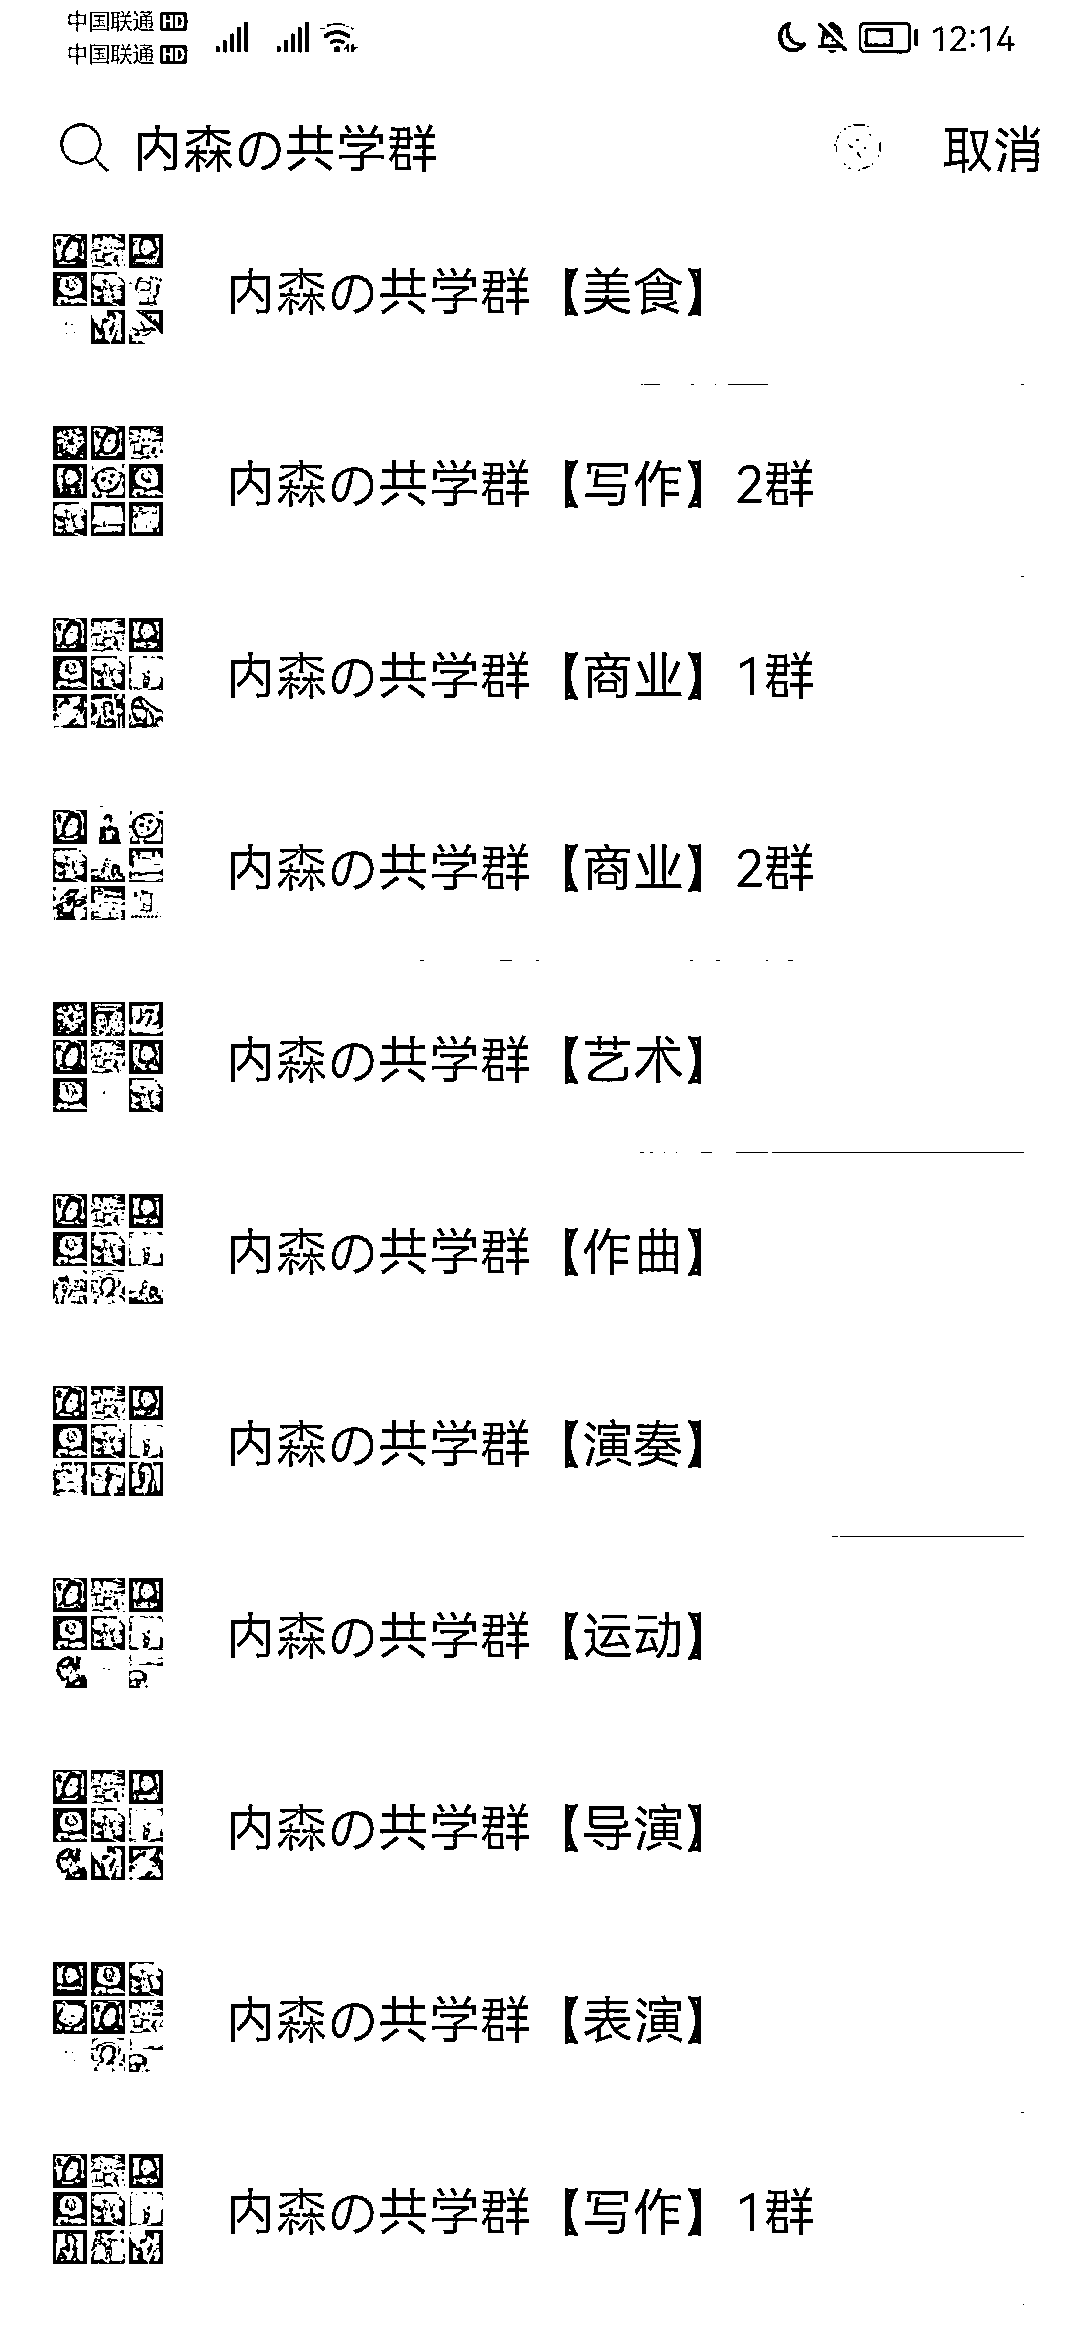 中国联通 HD
中国联通 HD
12:14
内森の共学群 取消
内森の共学群【美食】
内森の共学群【写作】2群
内森の共学群【商业】1群
内森の共学群【商业】2群
内森の共学群【艺术】
内森の共学群【作曲】
内森の共学群【演奏】
内森の共学群【运动】
内森の共学群【导演】
内森の共学群【表演】
内森の共学群【写作】1群